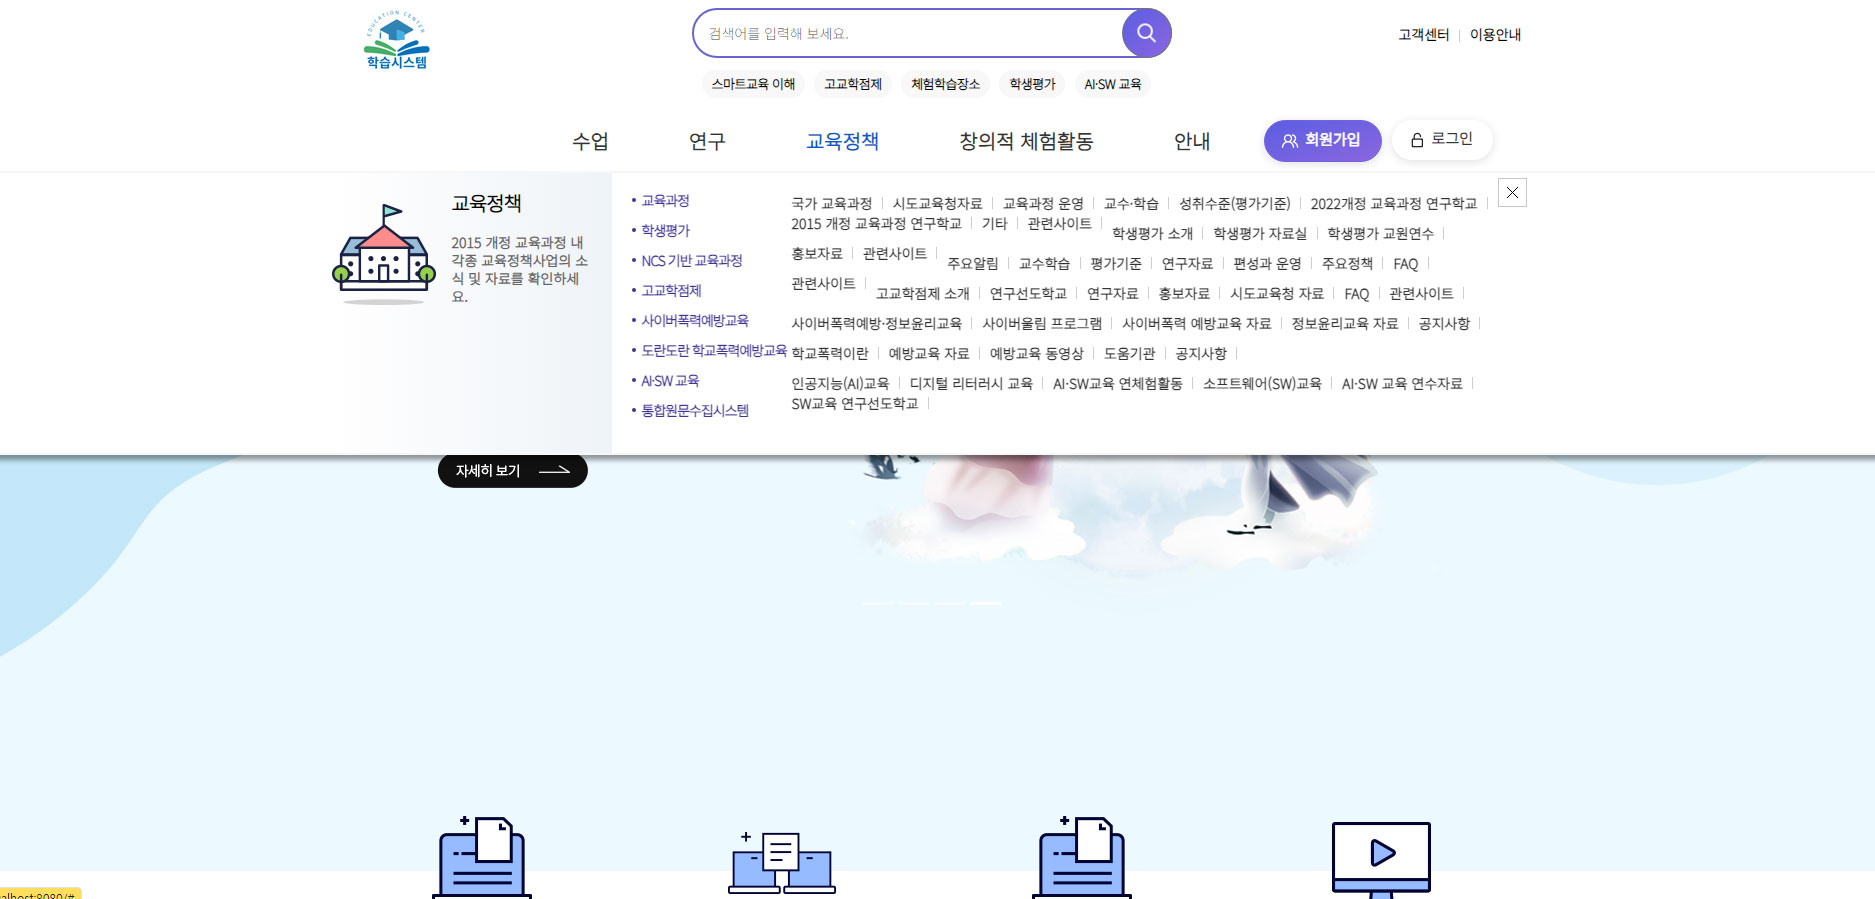 EDUCATION CENTER
학습시스템
검색어를 입력해 보세요.
고객센터 이용안내
스마트교육 이해 고교학점제 체험학습장소 학생평가 AI·SW 교육
수업 연구 교육정책 창의적 체험활동 안내 회원가입 로그인
교육정책
2015 개정 교육과정 내
각종 교육정책사업의 소
식 및 자료를 확인하세
요.
교육과정
국가 교육과정 시도교육청자료 교육과정 운영 교수·학습 성취수준(평가기준) 2022개정 교육과정 연구학교
2015 개정 교육과정 연구학교 기타 관련사이트
학생평가
학생평가 소개 학생평가 자료실 학생평가 교원연수
홍보자료 관련사이트
NCS 기반 교육과정
주요알림 교수학습 평가기준 연구자료 편성과 운영 주요정책 FAQ
관련사이트
고교학점제
고교학점제 소개 연구선도학교 연구자료 홍보자료 시도교육청 자료 FAQ 관련사이트
사이버폭력예방교육
사이버폭력예방·정보윤리교육 사이버울림 프로그램 사이버폭력 예방교육 자료 정보윤리교육 자료 공지사항
도란도란 학교폭력예방교육
학교폭력이란 예방교육 자료 예방교육 동영상 도움기관 공지사항
AI·SW 교육
인공지능(AI)교육 디지털 리터러시 교육 AI·SW교육 연체험활동 소프트웨어(SW)교육 AI·SW 교육 연수자료
SW교육 연구선도학교
통합원문수집시스템
자세히 보기
alhost:8080/#